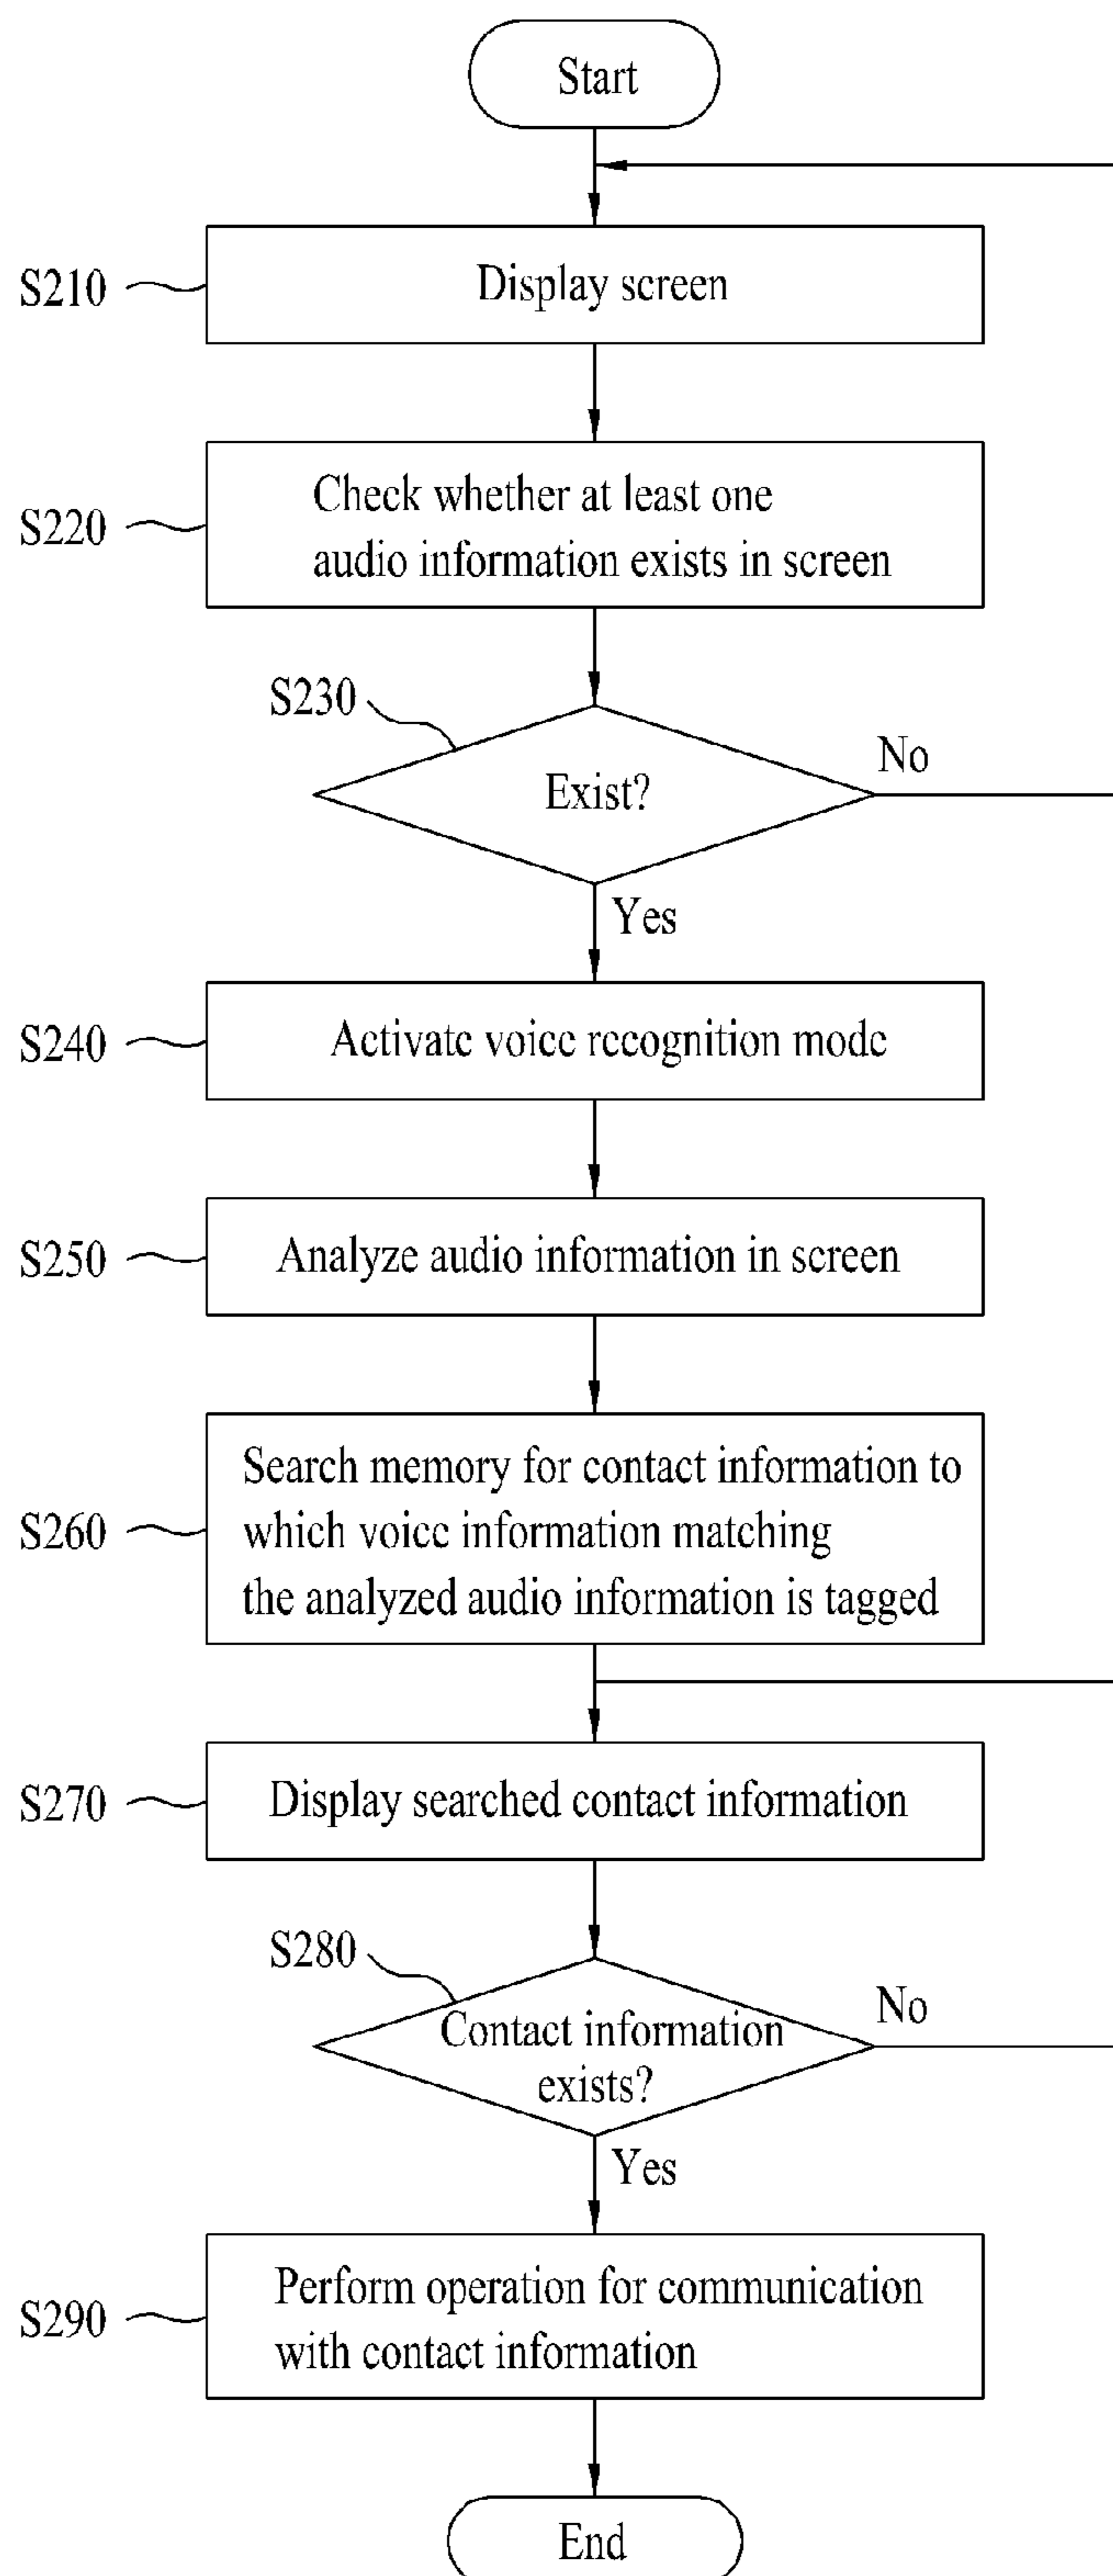 Start
S210
Display screen
S220
Check whether at least one
audio information exists in screen
S230
Exist?
No
Yes
S240
Activate voice recognition mode
S250
Analyze audio information in screen
S260
Search memory for contact information to
which voice information matching
the analyzed audio information is tagged
S270
Display searched contact information
S280
Contact information
exists?
No
Yes
S290
Perform operation for communication
with contact information
End